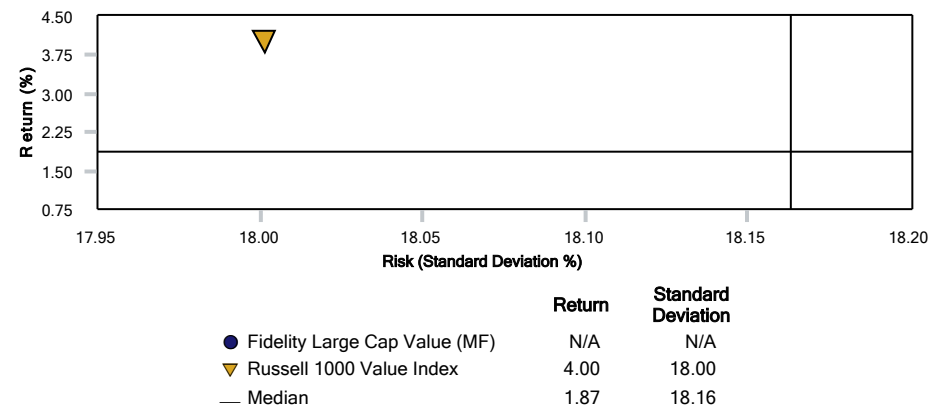 4.50
3.75
3.00
2.25
1.50
0.75
Return (%)
17.95 18.00 18.05 18.10 18.15 18.20
Risk (Standard Deviation %)
Return Standard Deviation
Fidelity Large Cap Value (MF) N/A N/A
Russell 1000 Value Index 4.00 18.00
Median 1.87 18.16